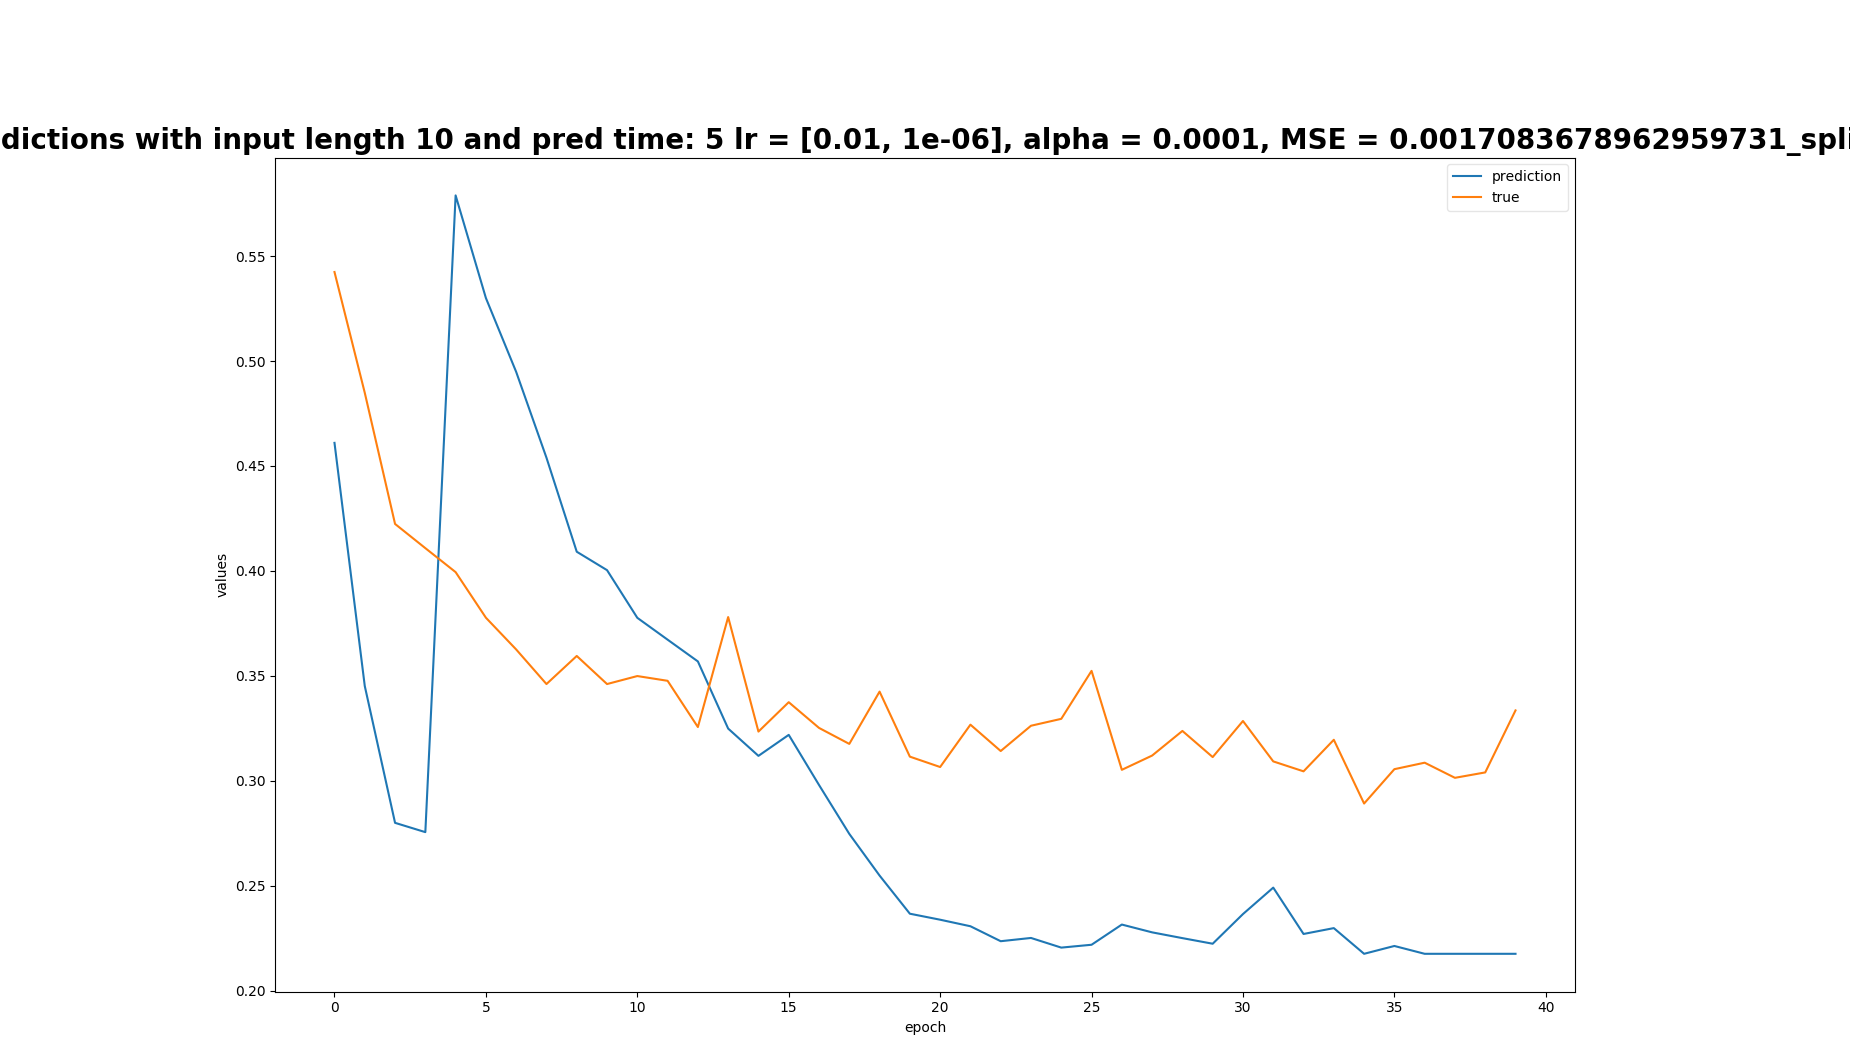 dictions with input length 10 and pred time: 5 lr = [0.01, 1e-06], alpha = 0.0001, MSE = 0.0017083678962959731_spli
prediction
true
values
0.55
0.50
0.45
0.40
0.35
0.30
0.25
0.20
0 5 10 15 20 25 30 35 40
epoch